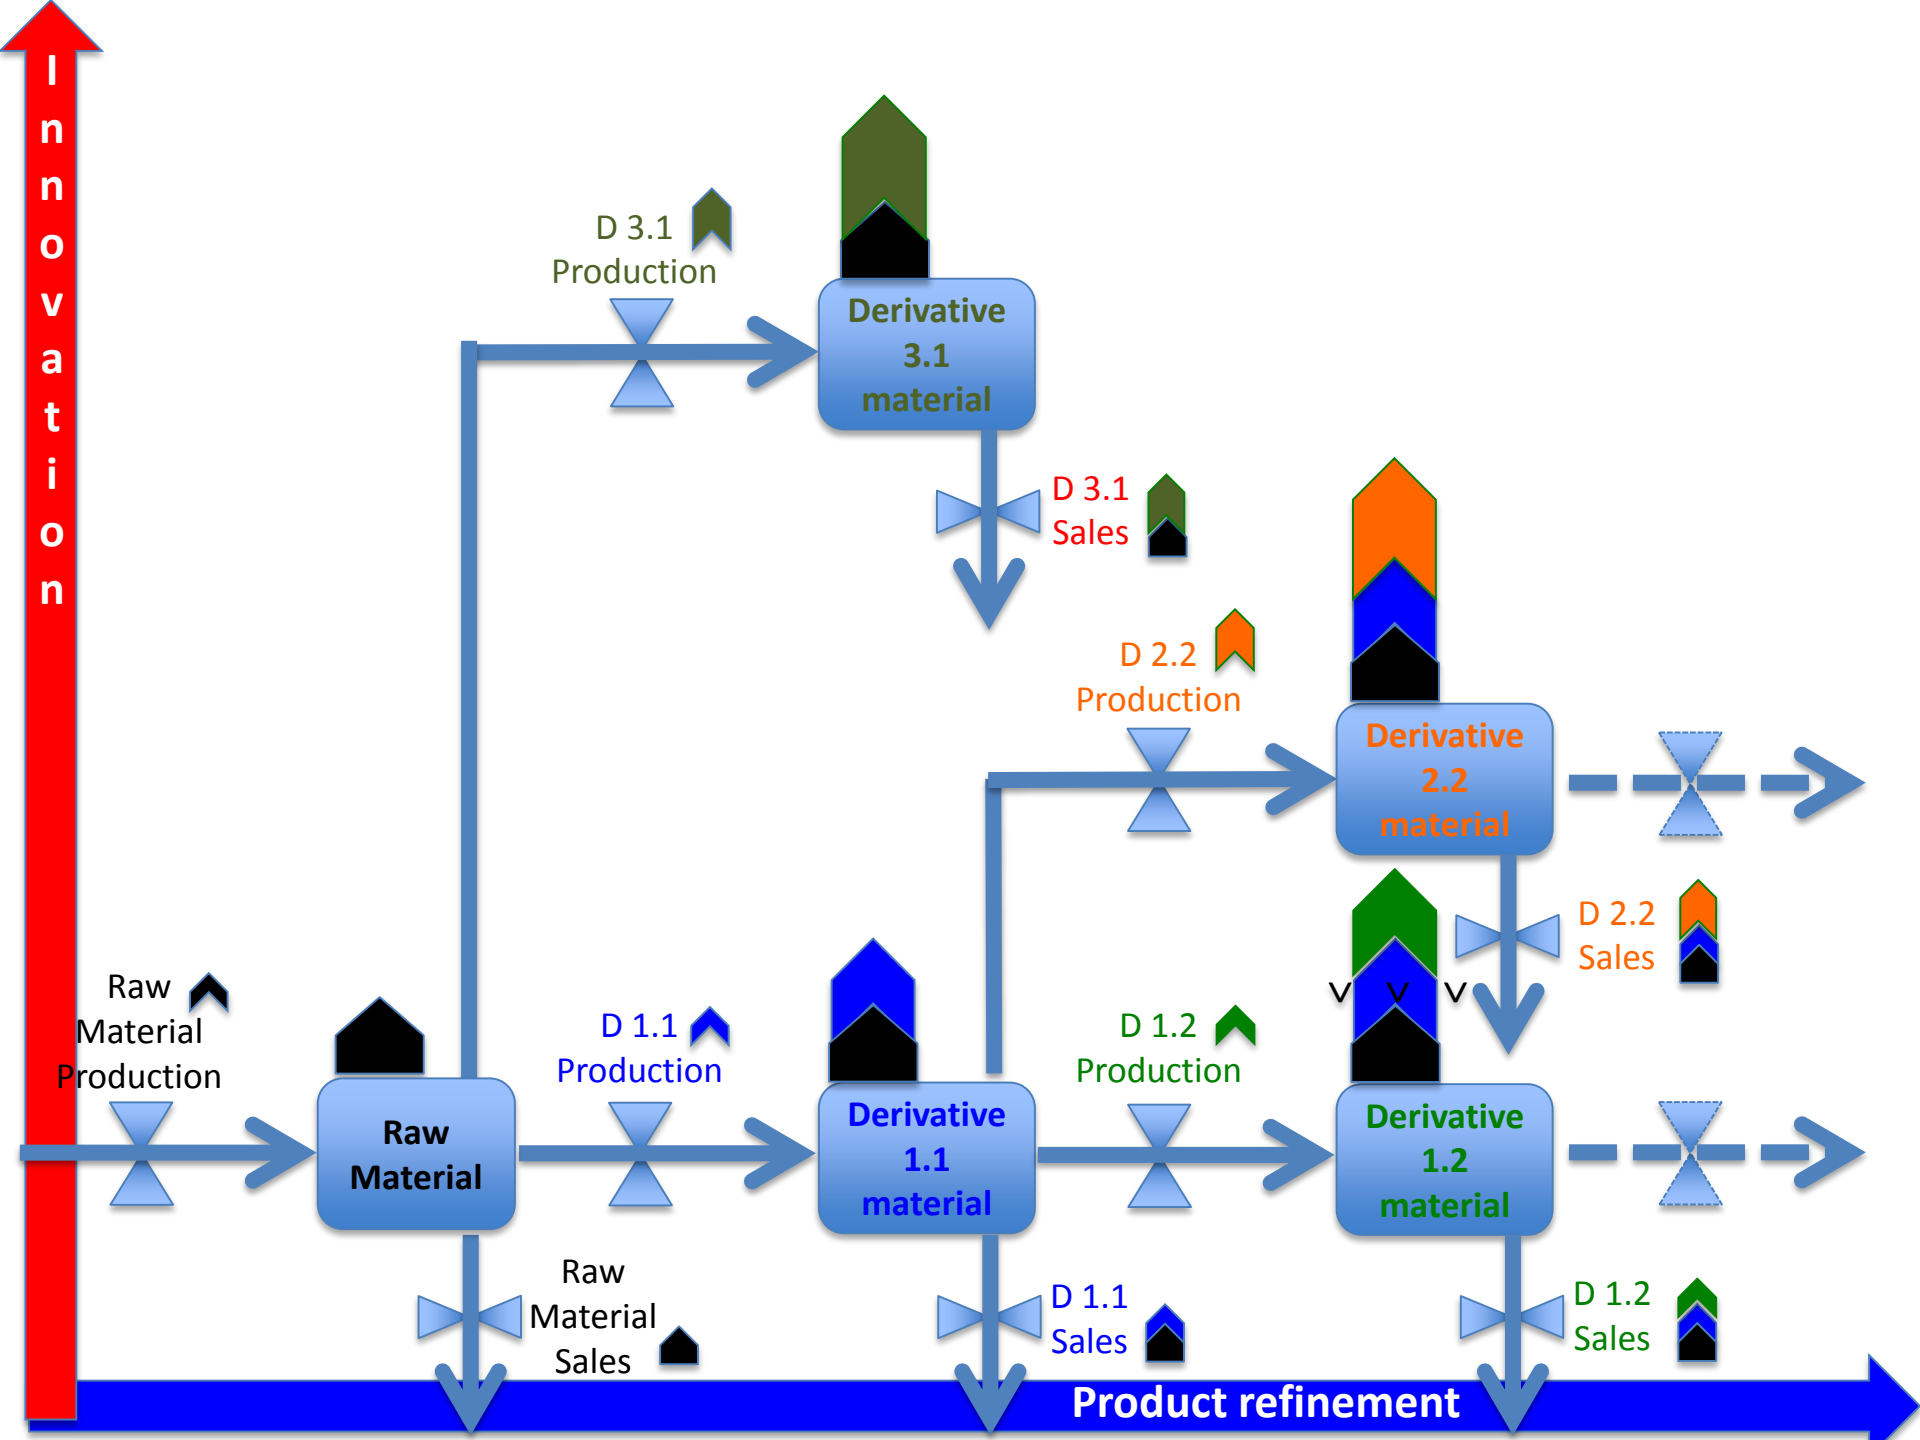 Innovation
D 3.1
Production
Derivative
3.1
material
D 3.1
Sales
D 2.2
Production
Derivative
2.2
material
D 2.2
Sales
Raw
Material
Production
Raw
Material
D 1.1
Production
Derivative
1.1
material
D 1.2
Production
V V V
Derivative
1.2
material
Raw
Material
Sales
D 1.1
Sales
D 1.2
Sales
Product refinement